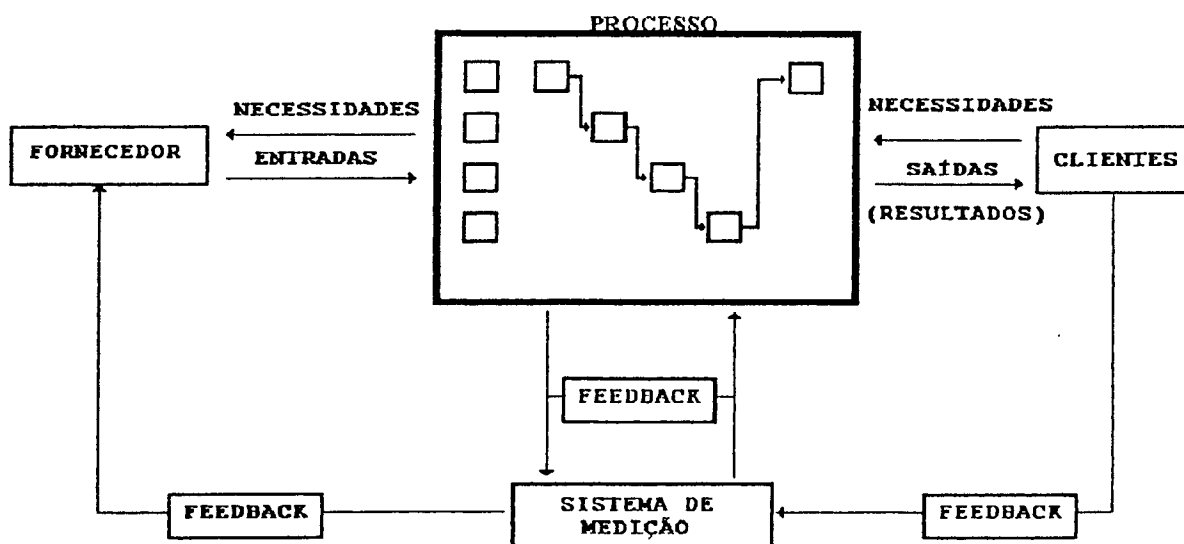 PROCESSO
NECESSIDADES
NECESSIDADES
FORNECEDOR
ENTRADAS
CLIENTES
SAÍDAS
(RESULTADOS)
FEEDBACK
FEEDBACK
SISTEMA DE
MEDIÇÃO
FEEDBACK